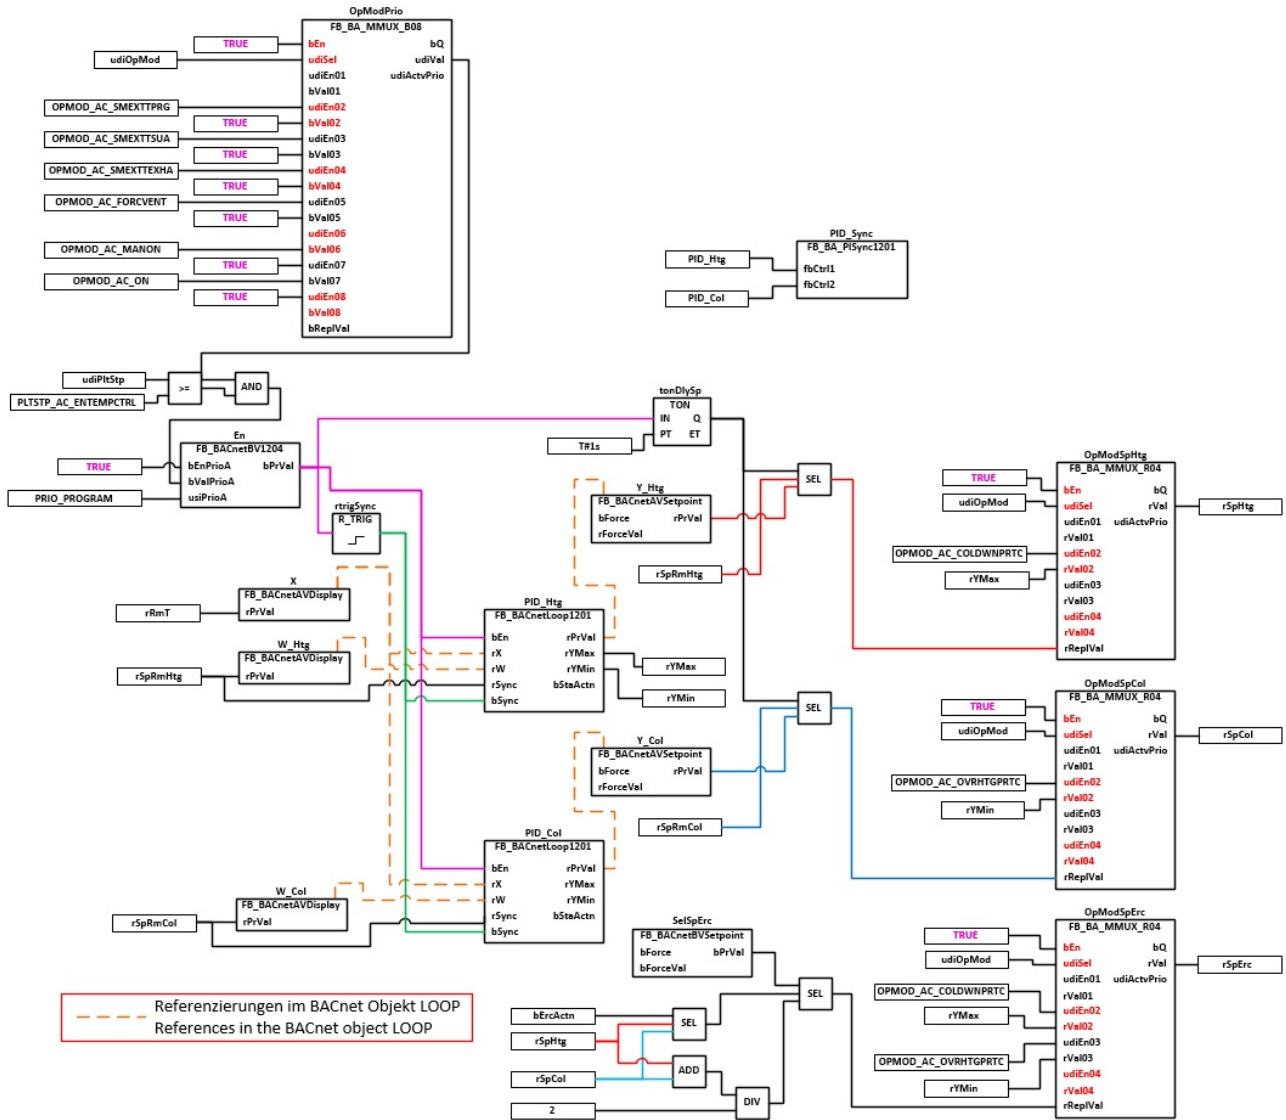 OpModPrio
FB_BA_MMUX_B08
TRUE
bEn
bQ
udiOpMod
udiSel
udiVal
udiEn01
udiActvPrio
bVal01
OPMOD_AC_SMEXTTPRG
udiEn02
TRUE
bVal02
OPMOD_AC_SMEXTTSUA
udiEn03
TRUE
bVal03
OPMOD_AC_SMEXTTEXHA
udiEn04
TRUE
bVal04
OPMOD_AC_FORCVENT
udiEn05
TRUE
bVal05
udiEn06
OPMOD_AC_MANON
bVal06
TRUE
udiEn07
OPMOD_AC_ON
bVal07
TRUE
udiEn08
bVal08
bReplVal
PID_Sync
FB_BA_PISync1201
PID_Htg
fbCtrl1
PID_Col
fbCtrl2
udiPltStp
PLTSTP_AC_ENTEMPCTRL
>=
AND
En
FB_BACnetBV1204
TRUE
bEnPrioA
bPrVal
bValPrioA
PRIO_PROGRAM
usiPrioA
tonDlySp
TON
IN
Q
T#1s
PT
ET
SEL
rtrigSync
R_TRIG
Y_Htg
FB_BACnetAVSetpoint
bForce
rPrVal
rForceVal
rSpRmHtg
OpModSpHtg
FB_BA_MMUX_R04
TRUE
bEn
bQ
udiOpMod
udiSel
rVal
rSpHtg
udiEn01
udiActvPrio
rVal01
OPMOD_AC_COLDWNPRTC
udiEn02
rYMax
rVal02
udiEn03
rVal03
udiEn04
rVal04
rReplVal
X
FB_BACnetAVDisplay
rRmT
rPrVal
W_Htg
FB_BACnetAVDisplay
rSpRmHtg
rPrVal
PID_Htg
FB_BACnetLoop1201
bEn
rPrVal
rX
rYMax
rYMax
rW
rYMin
rSync
bStaActn
rYMin
bSync
SEL
Y_Col
FB_BACnetAVSetpoint
bForce
rPrVal
rForceVal
rSpRmCol
OpModSpCol
FB_BA_MMUX_R04
TRUE
bEn
bQ
udiOpMod
udiSel
rVal
rSpCol
udiEn01
udiActvPrio
rVal01
OPMOD_AC_OVRHTGPRTC
udiEn02
rYMin
rVal02
udiEn03
rVal03
udiEn04
rVal04
rReplVal
PID_Col
FB_BACnetLoop1201
bEn
rPrVal
rX
rYMax
rW
rYMin
rSync
bStaActn
bSync
W_Col
FB_BACnetAVDisplay
rSpRmCol
rPrVal
SelSpErc
FB_BACnetBVSetpoint
bForce
bPrVal
bForceVal
SEL
OpModSpErc
FB_BA_MMUX_R04
TRUE
bEn
bQ
udiOpMod
udiSel
rVal
rSpErc
udiEn01
OPMOD_AC_COLDWNPRTC
rVal01
udiEn02
rYMax
rVal02
udiEn03
OPMOD_AC_OVRHTGPRTC
rVal03
udiEn04
rYMin
rVal04
rReplVal
Referenzierungen im BACnet Objekt LOOP
References in the BACnet object LOOP
bErcActn
SEL
rSpHtg
rSpCol
ADD
2
DIV